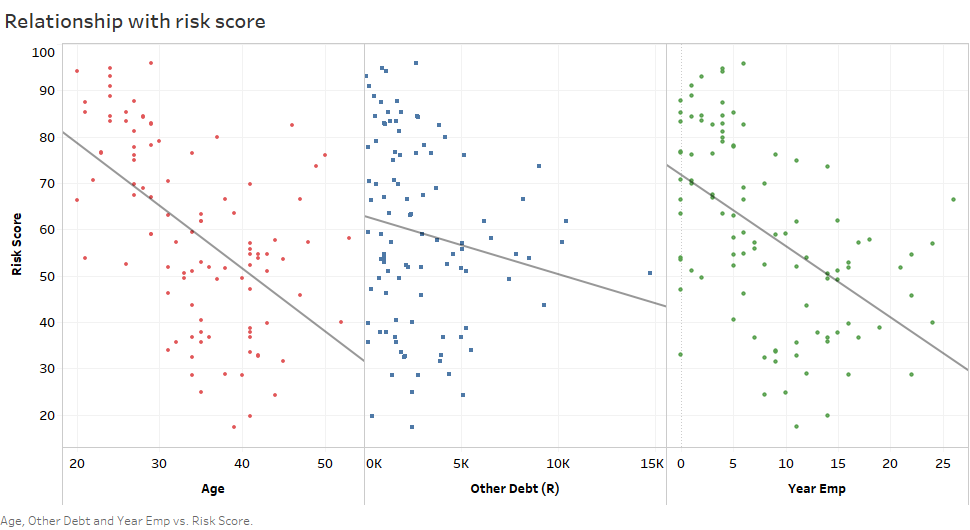 Relationship with risk score
100
90
80
70
60
50
40
30
20
Risk Score
20 30 40 50 0K 5K 10K 15K 0 5 10 15 20 25
Age Other Debt (R) Year Emp
Age, Other Debt and Year Emp vs. Risk Score.